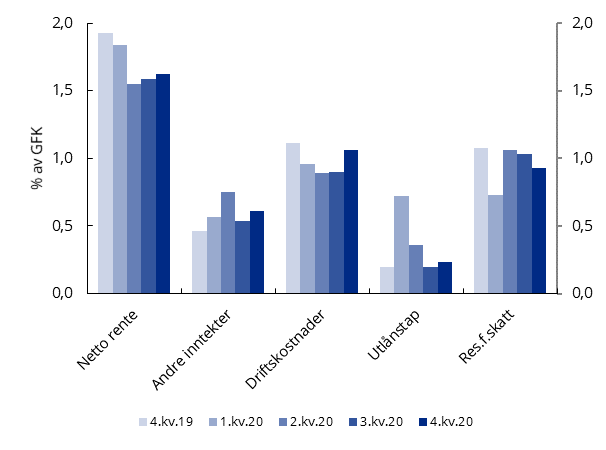 2,0
2,0
1,5
1,5
% av GFK
1,0
1,0
0,5
0,5
0,0
0,0
Netto rente
Andre inntekter
Driftskostnader
Utlånstap
Res.f.skatt
4.kv.19 1.kv.20 2.kv.20 3.kv.20 4.kv.20